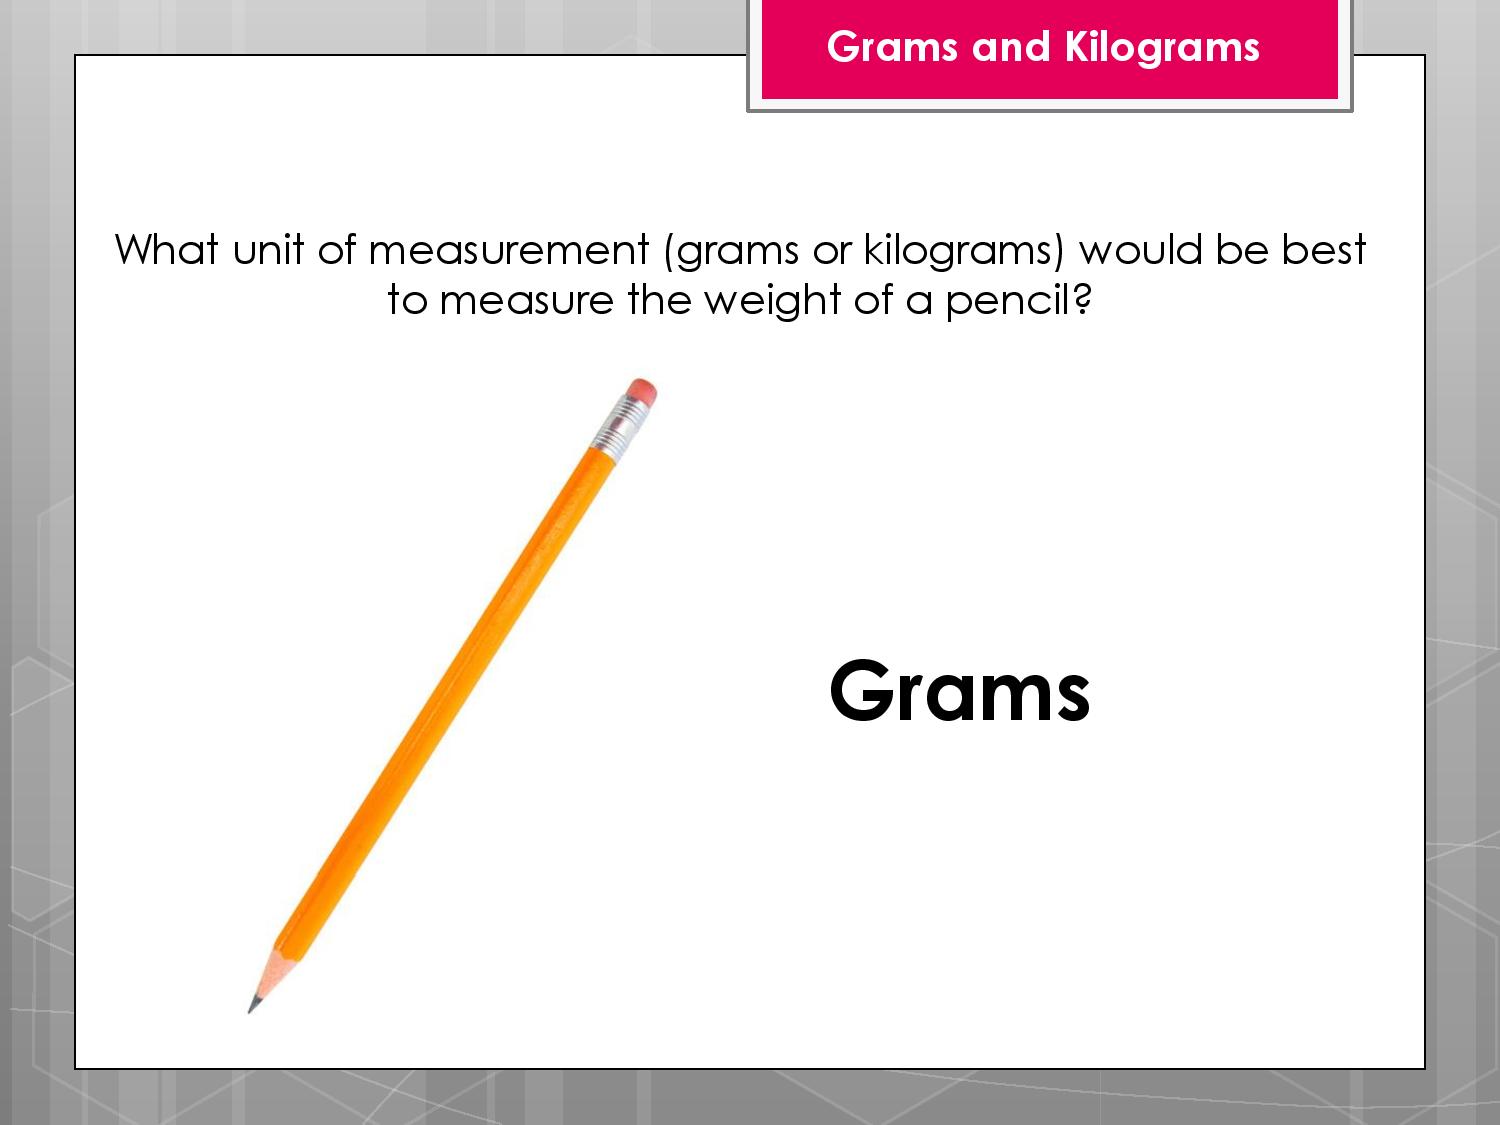 Grams and Kilograms
What unit of measurement (grams or kilograms) would be best
to measure the weight of a pencil?
Grams